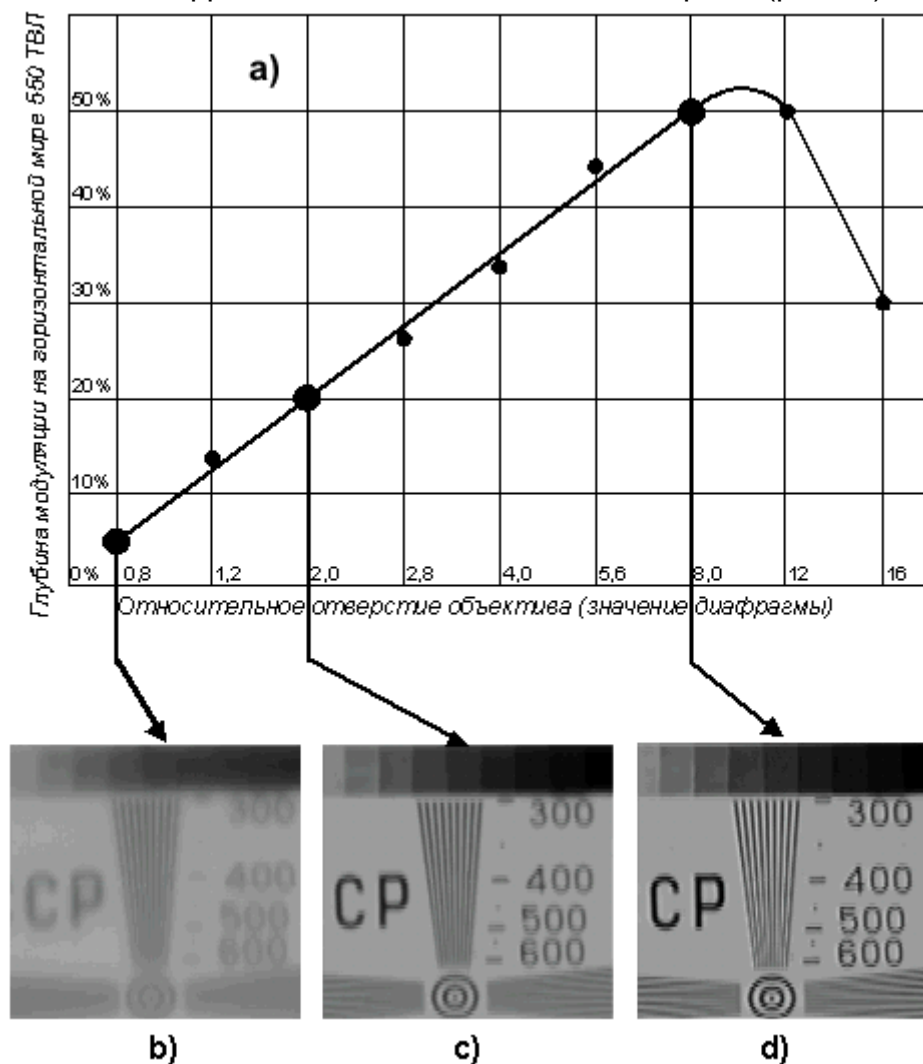 Глубина модуляции на горизонтальной мире 550 ТВЛ
a)
50%
40%
30%
20%
10%
0% 0,8 1,2 2,0 2,8 4,0 5,6 8,0 12 16
Относительное отверстие объектива (значение диафрагмы)
300
400
500
600
CP
300
400
500
600
CP
300
400
500
600
CP
b) c) d)